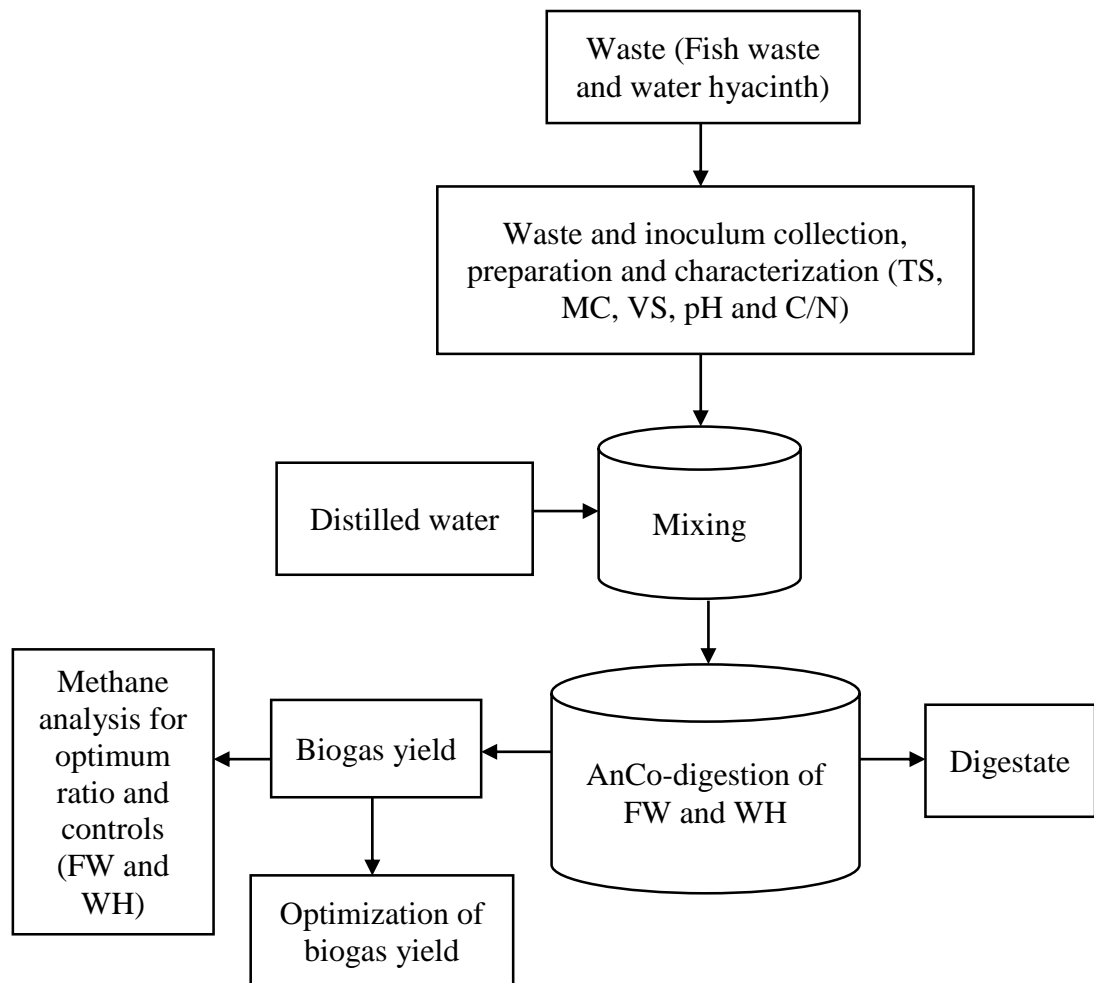 Waste (Fish waste
and water hyacinth)
Waste and inoculum collection,
preparation and characterization (TS,
MC, VS, pH and C/N)
Distilled water
Mixing
Methane
analysis for
optimum
ratio and
controls
(FW and
WH)
Biogas yield
AnCo-digestion of
FW and WH
Digestate
Optimization of
biogas yield